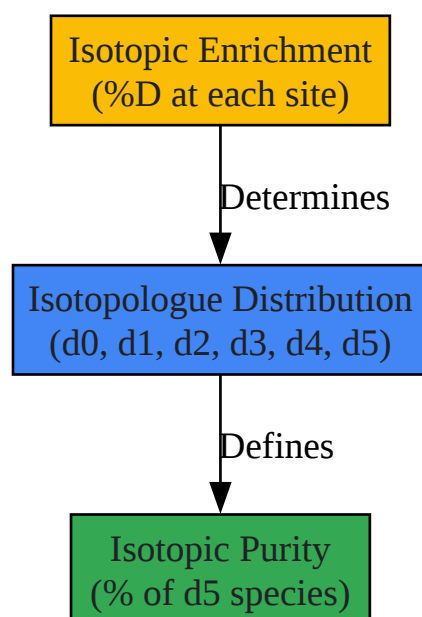 Isotopic Enrichment
(%D at each site)
Determines
Isotopologue Distribution
(d0, d1, d2, d3, d4, d5)
Defines
Isotopic Purity
(% of d5 species)